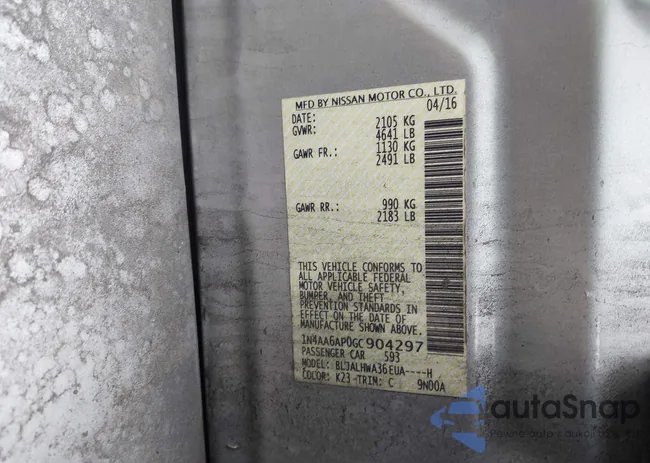 MFD BY NISSAN MOTOR CO., LTD.
DATE: 04/16
GVWR: 2105 KG
4641 LB
GAWR FR.: 1130 KG
2491 LB
GAWR RR.: 990 KG
2183 LB
THIS VEHICLE CONFORMS TO
ALL APPLICABLE FEDERAL
MOTOR VEHICLE SAFETY,
BUMPER, AND THEFT
PREVENTION STANDARDS IN
EFFECT ON THE DATE OF
MANUFACTURE SHOWN ABOVE.
1N4AA6AP0GC904297
PASSENGER CAR 593
MODEL: BLJALHWA36EUA----H
COLOR: K23 TRIM: C 9N00A
autaSnap